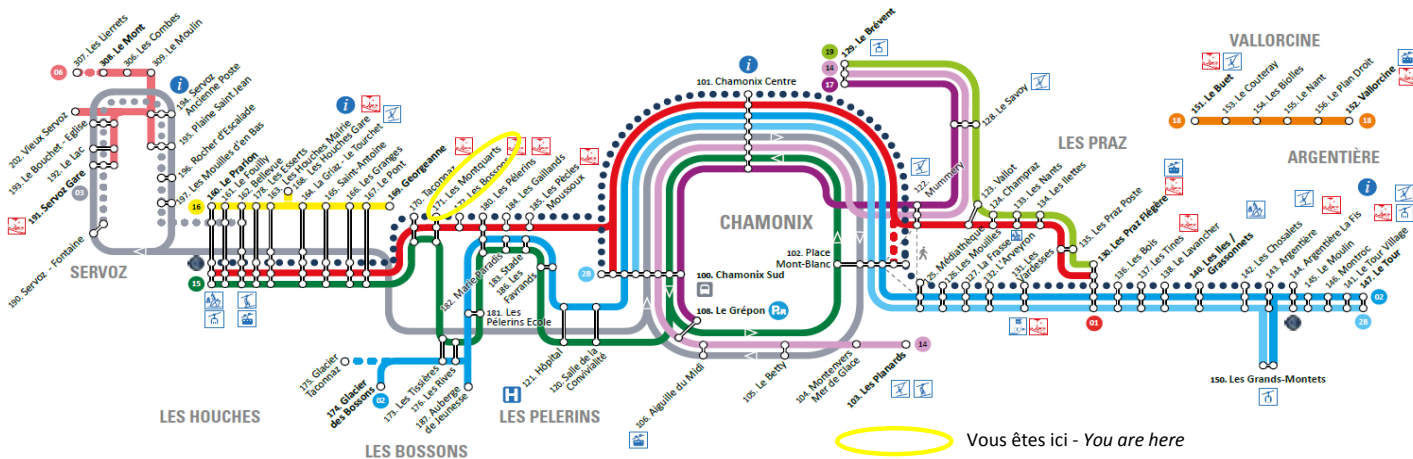 307. Les Lierrets
308. Le Mont
306. Les Combes
309. Le Moulin
06
194. Servoz
Ancienne Poste
195. Plaine Saint-Jean
196. Rocher d'Escalade
197. Les Mouilles d'en Bas
202. Vieux Servoz
193. Le Bouchet - Eglise
192. Le Lac
191. Servoz Gare
03
190. Servoz - Fontaine
SERVOZ
160. Le Prarion
161. Le Fouilly
162. Bellevue
178. Les Esserts
163. Les Houches Mairie
158. Les Houches Gare
164. La Griaz - Le Tourchet
165. Saint-Antoine
166. Les Granges
167. Le Pont
169. Georgeanne
16
15
LES HOUCHES
170. Taconnaz
171. Les Montquarts
172. Les Bossons
180. Les Pélerins
184. Les Gaillands
185. Les Pècles
Moussoux
182. Marie Paradis
183. Stade
186. Les
Favrands
181. Les
Pélerins Ecole
175. Glacier
Taconnaz
174. Glacier
des Bossons
02
173. Les Tissières
176. Les Rives
187. Auberge
de Jeunesse
H
121. Hôpital
120. Salle de la
Convivialité
LES BOSSONS
LES PELERINS
2B
101. Chamonix Centre
CHAMONIX
100. Chamonix Sud
108. Le Grépon
P+R
102. Place
Mont-Blanc
106. Aiguille du Midi
105. Le Betty
104. Montenvers
Mer de Glace
103. Les Planards
14
19
14
17
129. Le Brévent
128. Le Savoy
122.
Mummery
123. Vallot
124. Champraz
133. Les Nants
134. Les Ilettes
135. Les Praz Poste
130. Les Praz Flégère
LES PRAZ
125. Médiathèque
126. Les Mouilles
127. La Frasse
132. L'Arveyron
131. Les
Tardesses
01
136. Les Bois
137. Les Tines
138. Le Lavancher
140. Les Iles /
Grassonnets
142. Les Chosalets
143. Argentière
144. Argentière La Fis
145. Le Moulin
146. Montroc
141. Le Tour Village
147. Le Tour
02
2B
150. Les Grands-Montets
ARGENTIÈRE
VALLORCINE
18
151. Le Buet
153. Le Couteray
154. Les Biolles
155. Le Nant
156. Le Plan Droit
152. Vallorcine
18
Vous êtes ici - You are here